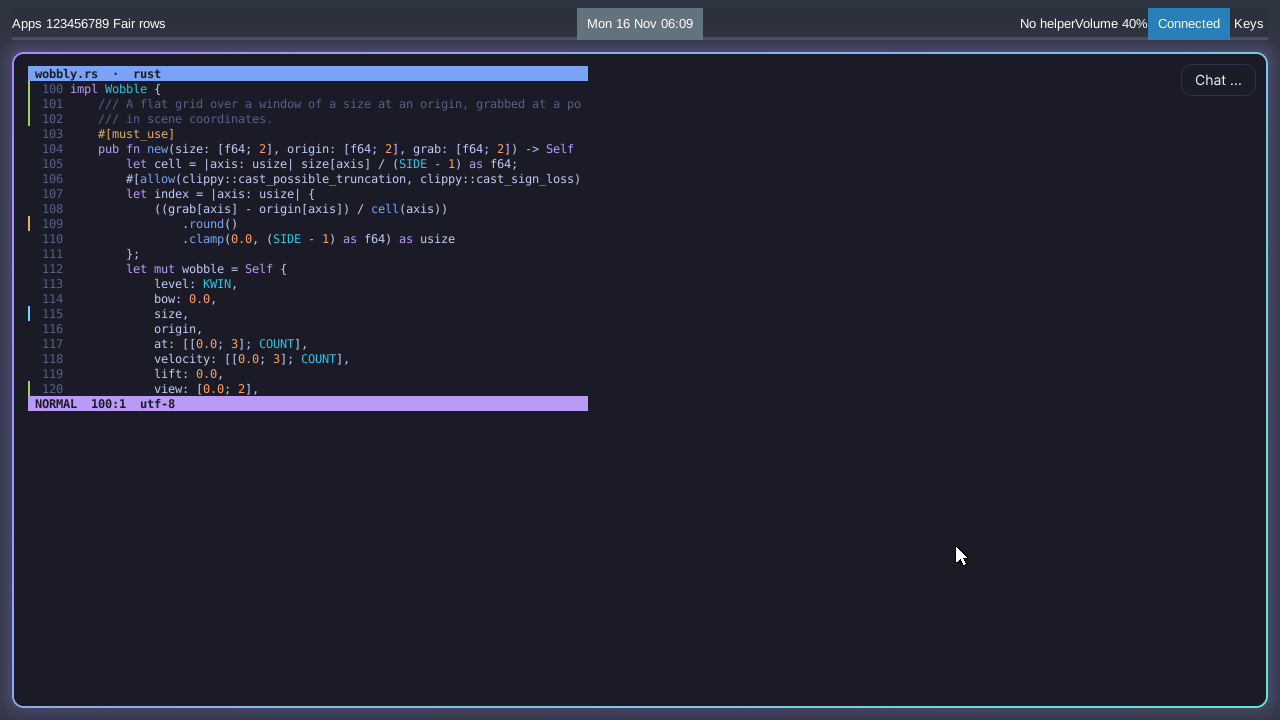 Apps 123456789 Fair rows
Mon 16 Nov 06:09
No helperVolume 40%
Connected
Keys
Chat ...
wobbly.rs  ·  rust
100 impl Wobble {
101     /// A flat grid over a window of a size at an origin, grabbed at a po
102     /// in scene coordinates.
103     #[must_use]
104     pub fn new(size: [f64; 2], origin: [f64; 2], grab: [f64; 2]) -> Self
105         let cell = |axis: usize| size[axis] / (SIDE - 1) as f64;
106         #[allow(clippy::cast_possible_truncation, clippy::cast_sign_loss)
107         let index = |axis: usize| {
108             ((grab[axis] - origin[axis]) / cell(axis))
109                 .round()
110                 .clamp(0.0, (SIDE - 1) as f64) as usize
111         };
112         let mut wobble = Self {
113             level: KWIN,
114             bow: 0.0,
115             size,
116             origin,
117             at: [[0.0; 3]; COUNT],
118             velocity: [[0.0; 3]; COUNT],
119             lift: 0.0,
120             view: [0.0; 2],
NORMAL  100:1  utf-8